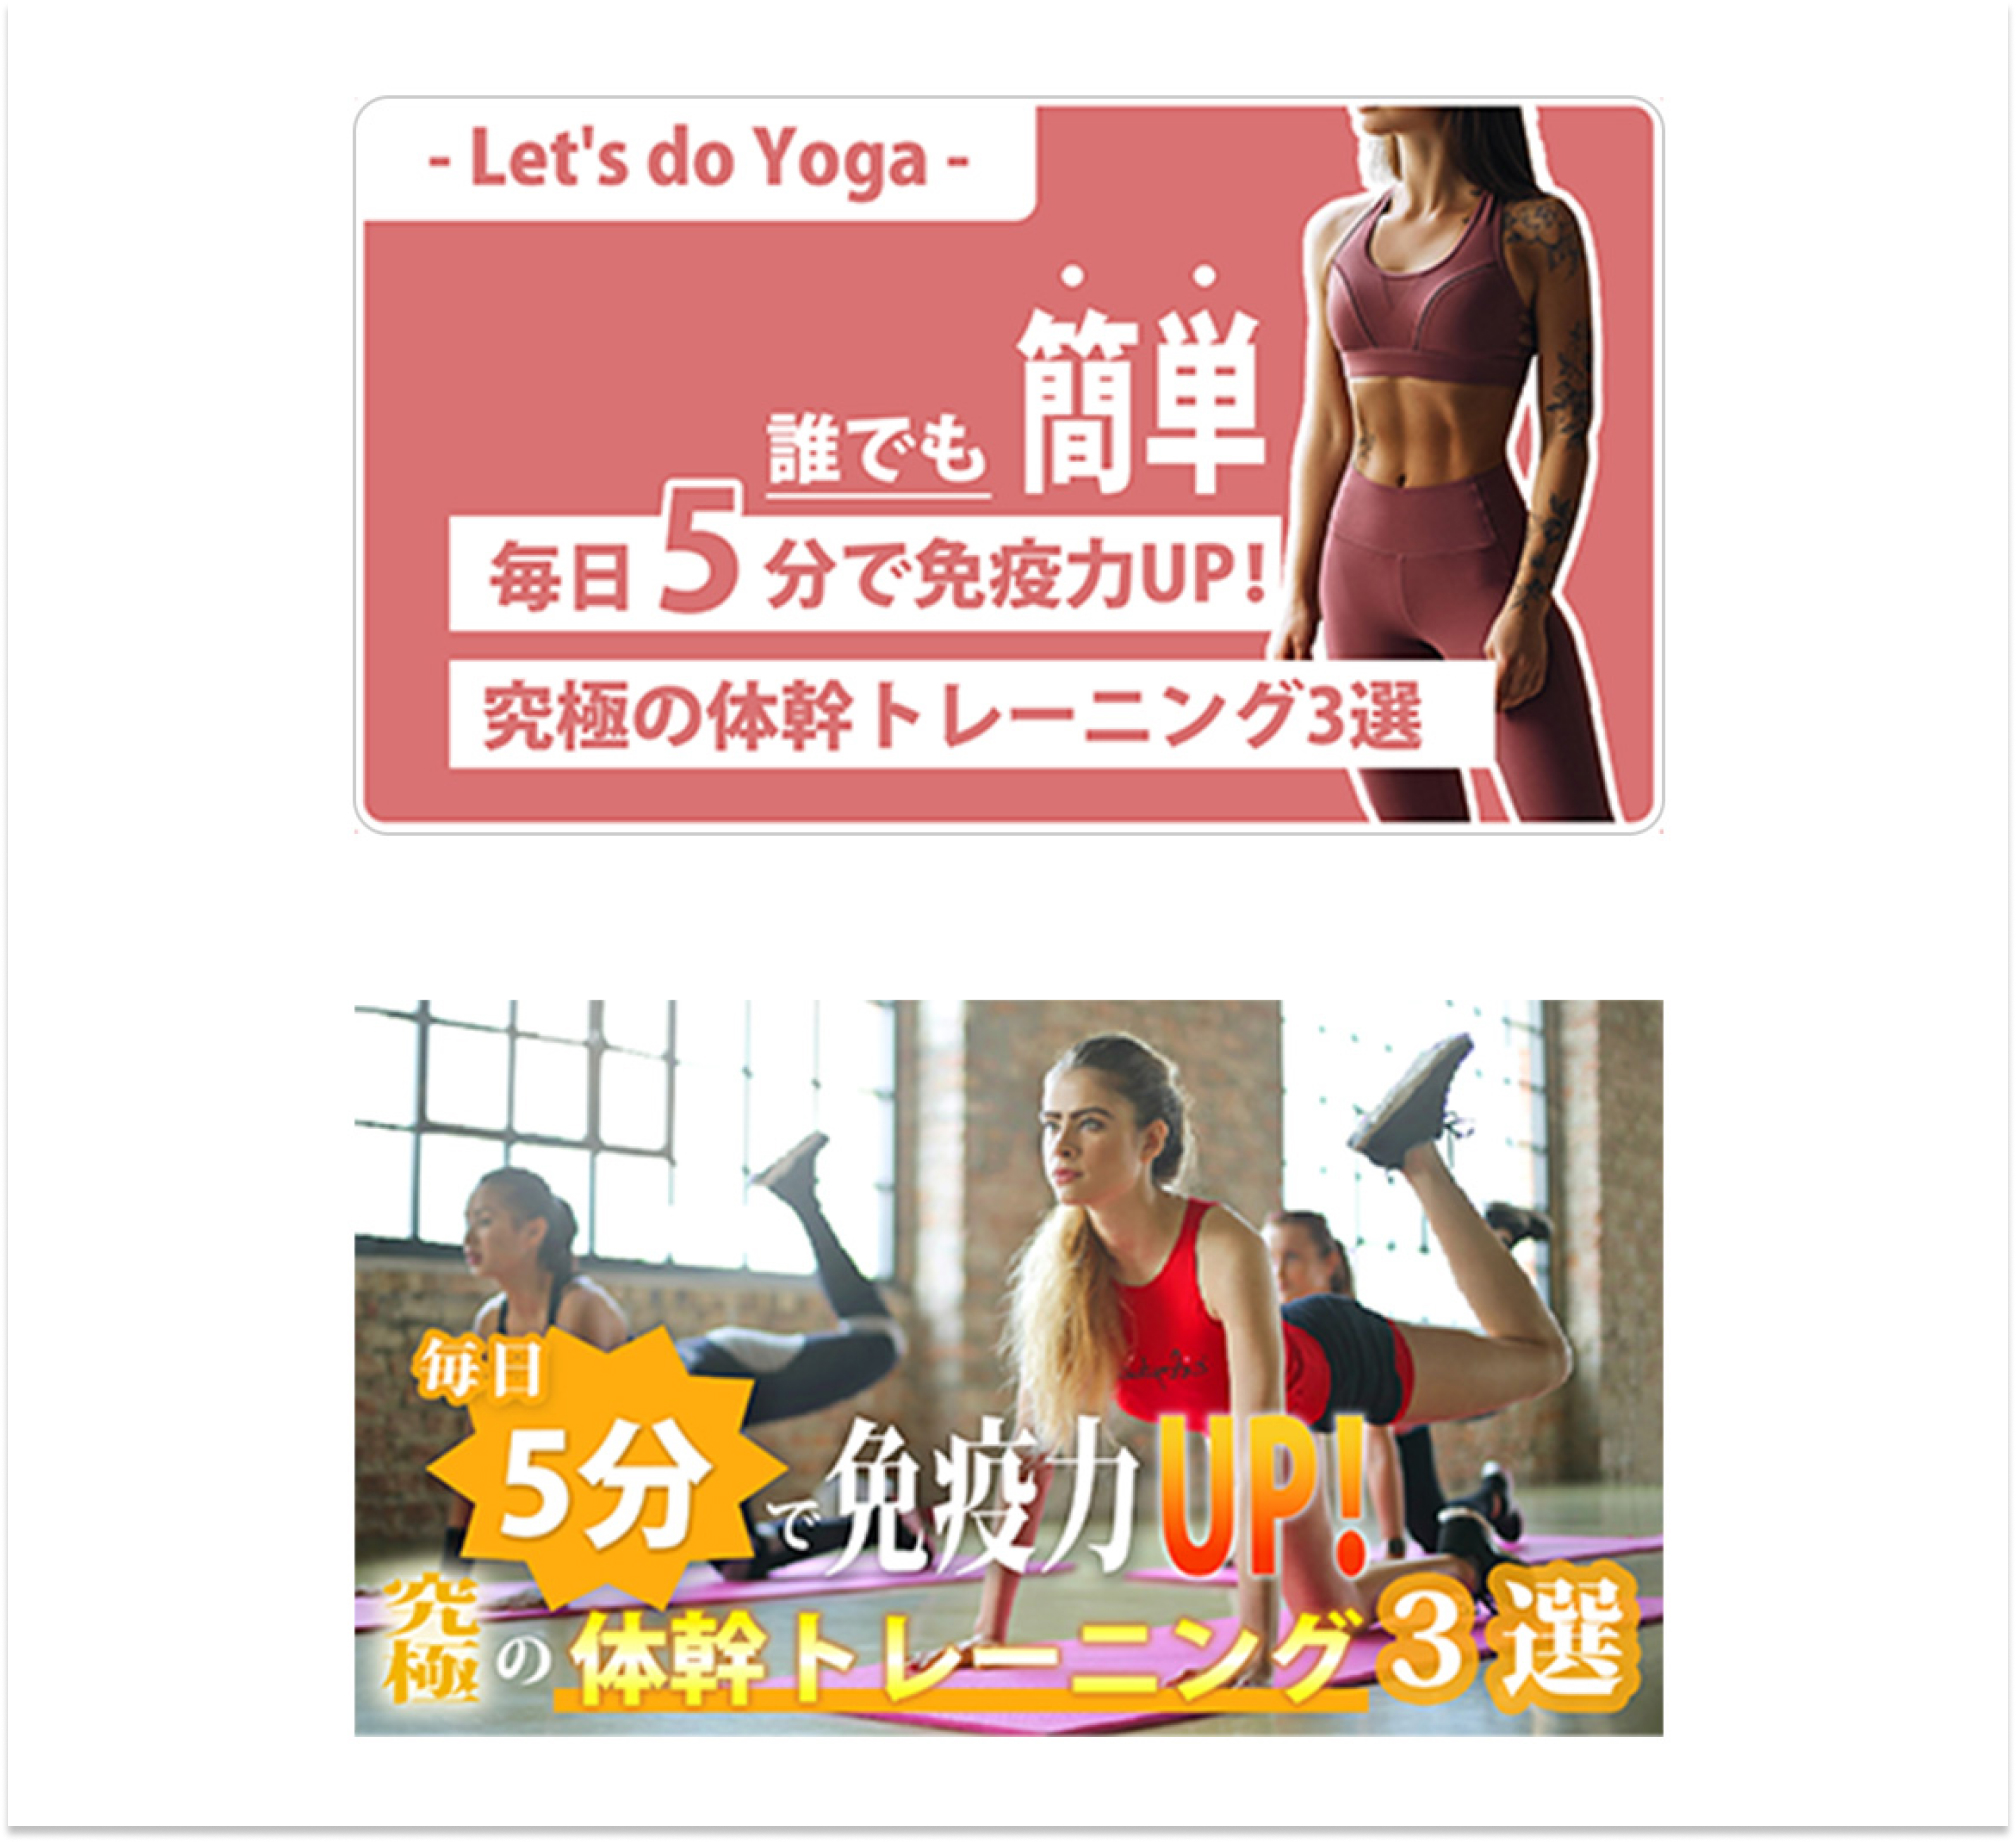 - Let's do Yoga -
誰でも簡単
毎日5分で免疫力UP!
究極の体幹トレーニング3選
毎日
5分で免疫力UP!
究極の体幹トレーニング3選